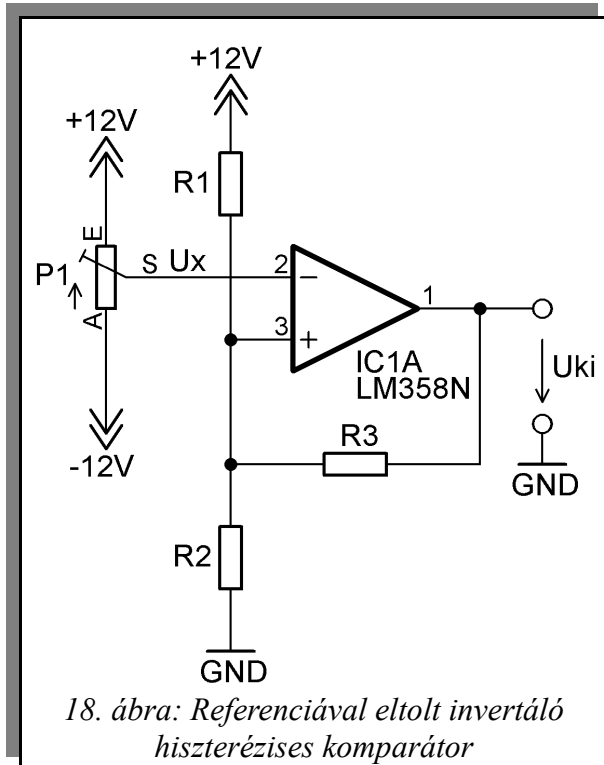 +12V
+12V
R1
E
P1
S Ux
A
2
−
3
+
1
IC1A
LM358N
Uki
-12V
R3
GND
R2
GND
18. ábra: Referenciával eltolt invertáló
hiszterézises komparátor